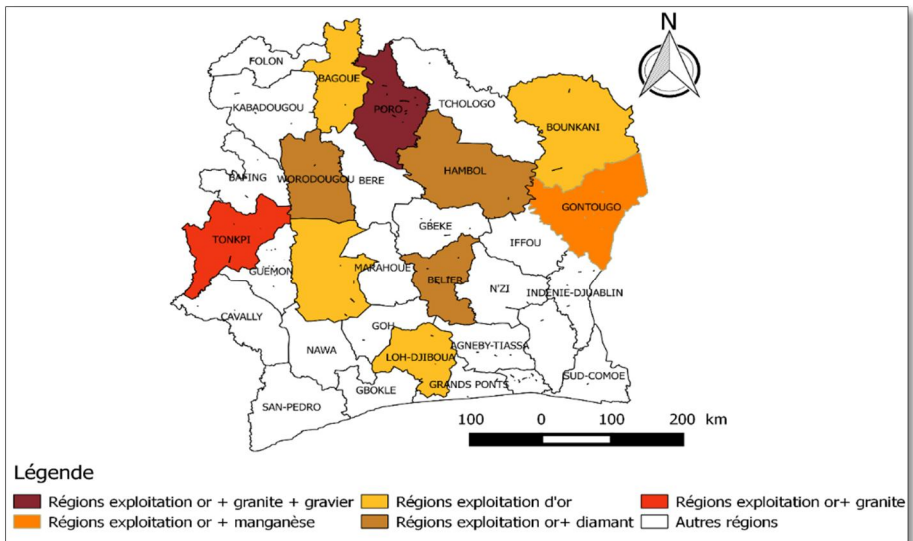 N
FOLON
BAGOUE
KABADOUGOU
PORO
TCHOLOGO
BOUNKANI
BAFING
WORODOUGOU
BERE
HAMBOL
GONTOUGO
TONKPI
GBEKE
IFFOU
GUEMON
MARAHOUE
BELIER
N'ZI
INDENIE-DJUABLIN
CAVALLY
GOH
NAWA
LOH-DJIBOUA
AGNEBY-TIASSA
SUD-COMOE
GBOKLE
GRANDS PONTS
SAN-PEDRO
100 0 100 200 km
Légende
Régions exploitation or + granite + gravier
Régions exploitation d'or
Régions exploitation or+ granite
Régions exploitation or + manganèse
Régions exploitation or+ diamant
Autres régions